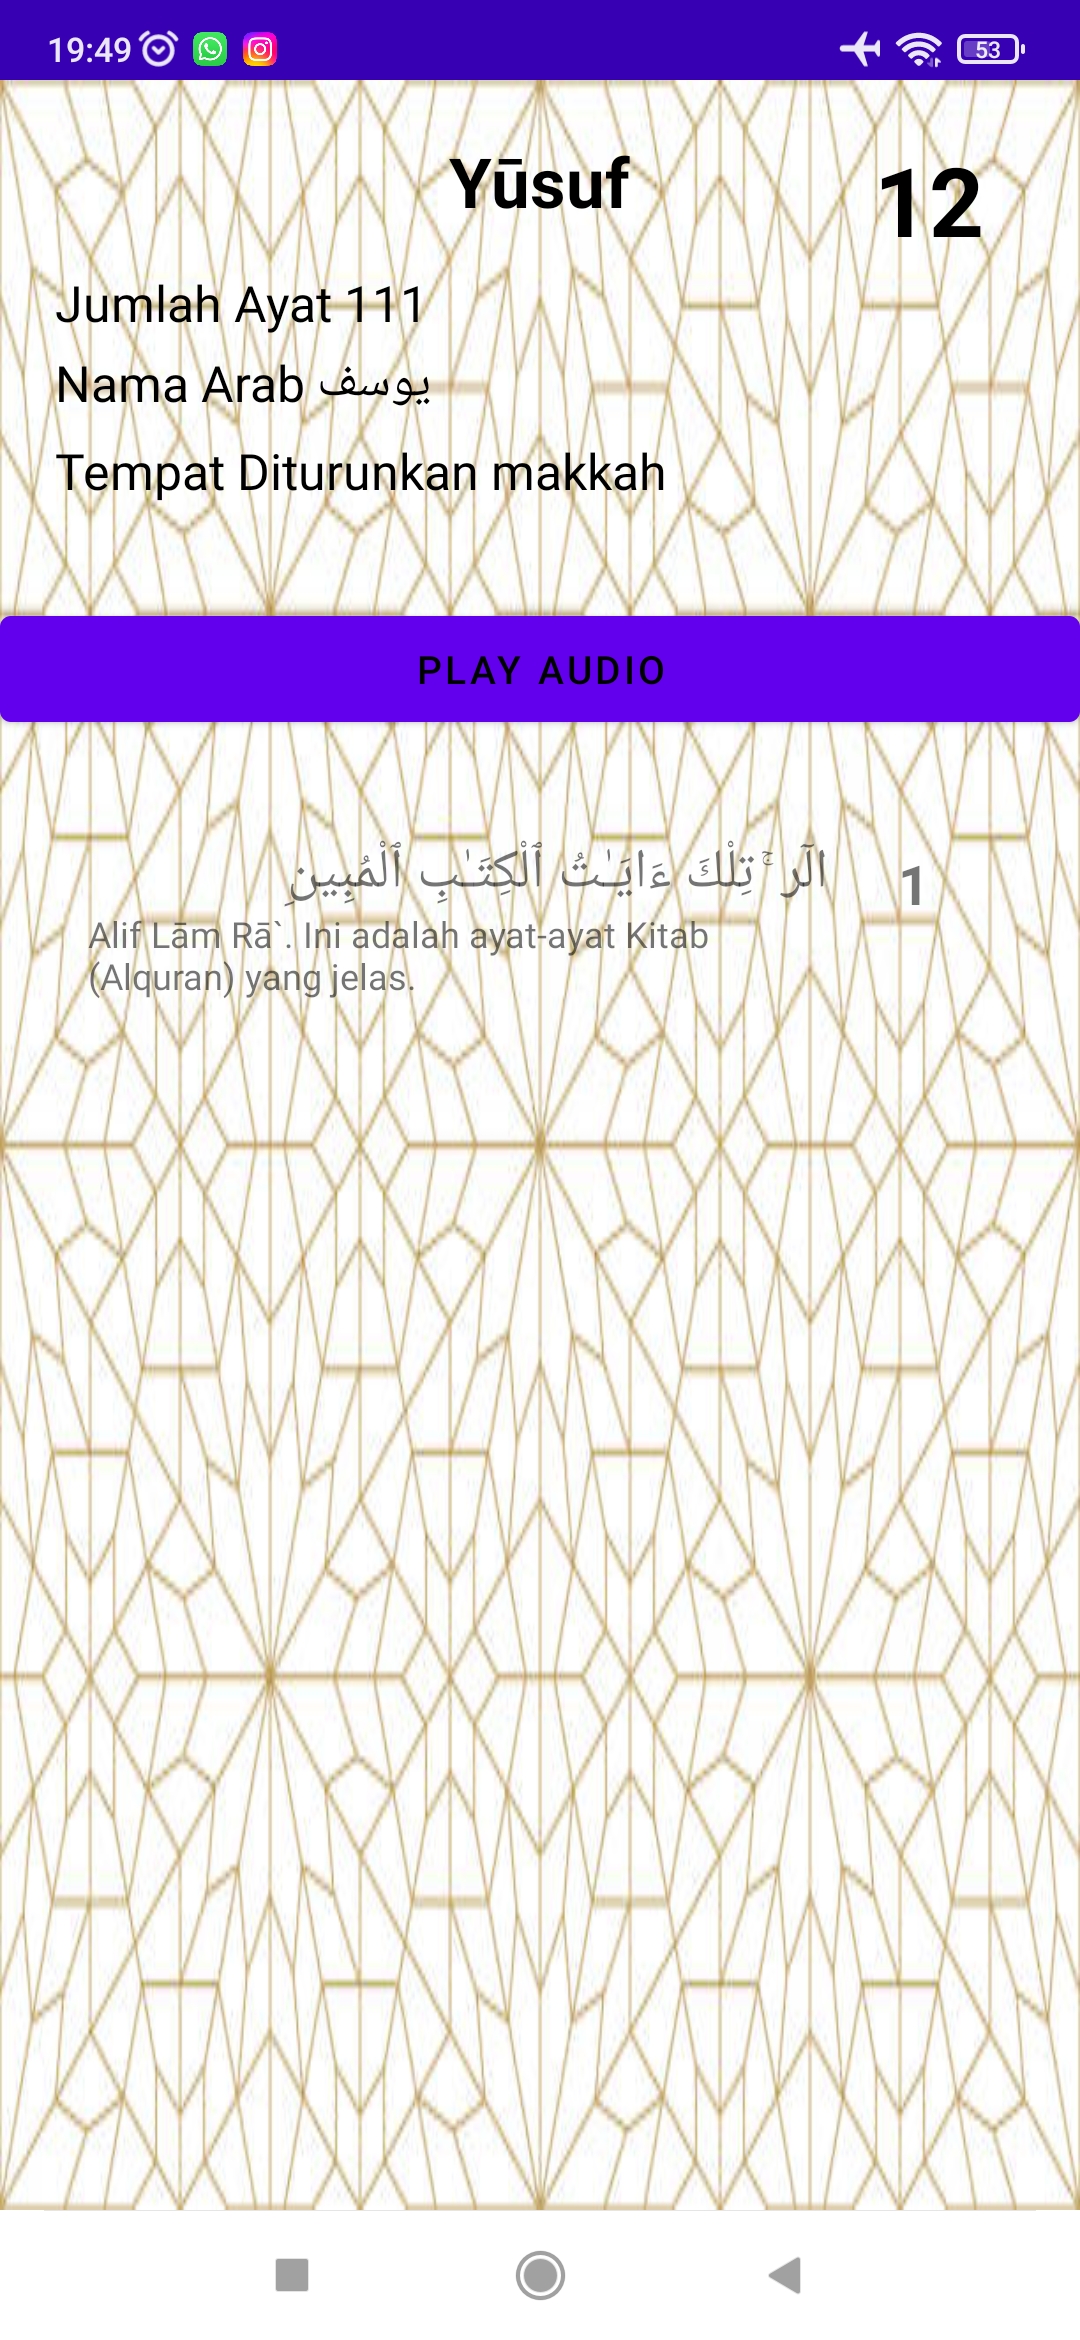 19:49
53
Yūsuf
12
Jumlah Ayat 111
Nama Arab يوسف
Tempat Diturunkan makkah
PLAY AUDIO
الٓر ۚ تِلْكَ ءَايَـٰتُ ٱلْكِتَـٰبِ ٱلْمُبِينِ
1
Alif Lām Rā`. Ini adalah ayat-ayat Kitab
(Alquran) yang jelas.